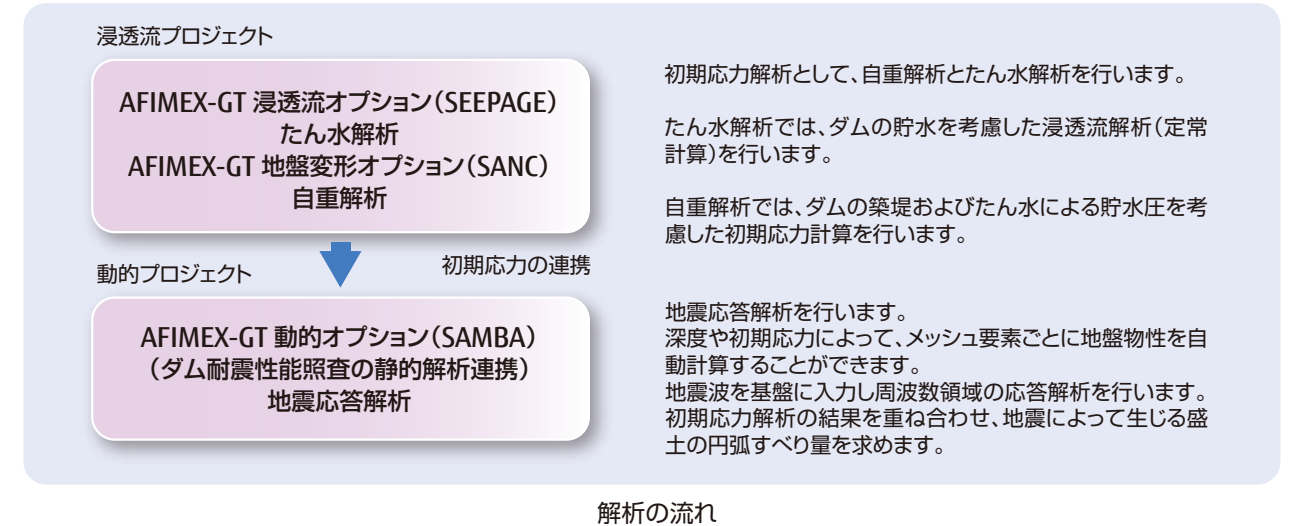 浸透流プロジェクト
AFIMEX-GT 浸透流オプション(SEEPAGE)
たん水解析
AFIMEX-GT 地盤変形オプション(SANC)
自重解析
初期応力解析として、自重解析とたん水解析を行います。
たん水解析では、ダムの貯水を考慮した浸透流解析(定常
計算)を行います。
自重解析では、ダムの築堤およびたん水による貯水圧を考
慮した初期応力計算を行います。
初期応力の連携
動的プロジェクト
AFIMEX-GT 動的オプション(SAMBA)
(ダム耐震性能照査の静的解析連携)
地震応答解析
地震応答解析を行います。
深度や初期応力によって、メッシュ要素ごとに地盤物性を自
動計算することができます。
地震波を基盤に入力し周波数領域の応答解析を行います。
初期応力解析の結果を重ね合わせ、地震によって生じる盛
土の円弧すべり量を求めます。
解析の流れ